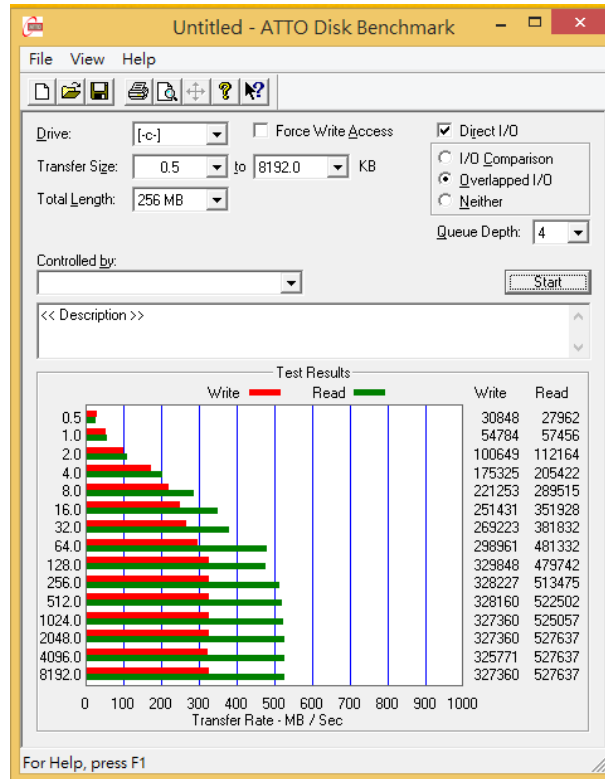 Untitled - ATTO Disk Benchmark
File View Help
Drive: [-c-] Force Write Access Direct I/O
Transfer Size: 0.5 to 8192.0 KB I/O Comparison
Total Length: 256 MB Overlapped I/O
Neither
Queue Depth: 4
Controlled by:
Start
<< Description >>
Test Results
Write Read Write Read
0.5 30848 27962
1.0 54784 57456
2.0 100649 112164
4.0 175325 205422
8.0 221253 289515
16.0 251431 351928
32.0 269223 381832
64.0 298961 481332
128.0 329848 479742
256.0 328227 513475
512.0 328160 522502
1024.0 327360 525057
2048.0 327360 527637
4096.0 325771 527637
8192.0 327360 527637
0 100 200 300 400 500 600 700 800 900 1000
Transfer Rate - MB / Sec
For Help, press F1